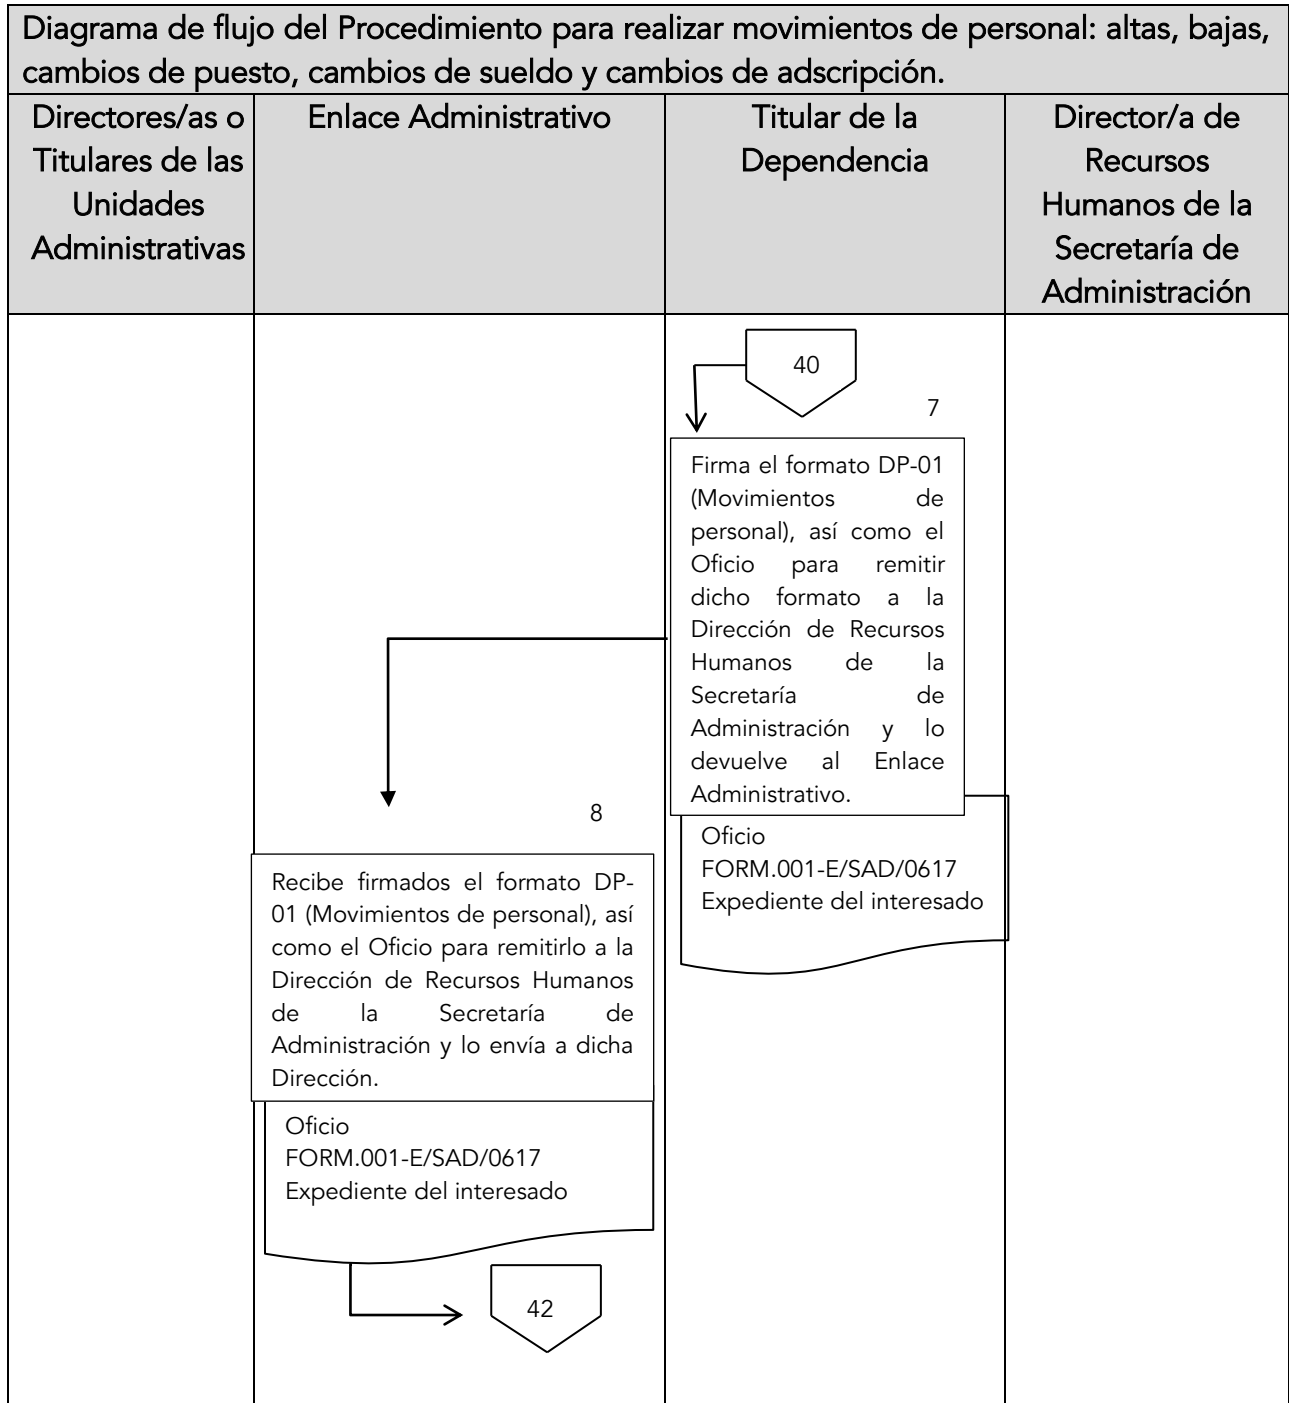 Diagrama de flujo del Procedimiento para realizar movimientos de personal: altas, bajas,
cambios de puesto, cambios de sueldo y cambios de adscripción.
Directores/as o
Titulares de las
Unidades
Administrativas
Enlace Administrativo
Titular de la
Dependencia
Director/a de
Recursos
Humanos de la
Secretaría de
Administración
40
7
Firma el formato DP-01
(Movimientos de
personal), así como el
Oficio para remitir
dicho formato a la
Dirección de Recursos
Humanos de la
Secretaría de
Administración y lo
devuelve al Enlace
Administrativo.
Oficio
FORM.001-E/SAD/0617
Expediente del interesado
8
Recibe firmados el formato DP-
01 (Movimientos de personal), así
como el Oficio para remitirlo a la
Dirección de Recursos Humanos
de la Secretaría de
Administración y lo envía a dicha
Dirección.
Oficio
FORM.001-E/SAD/0617
Expediente del interesado
42